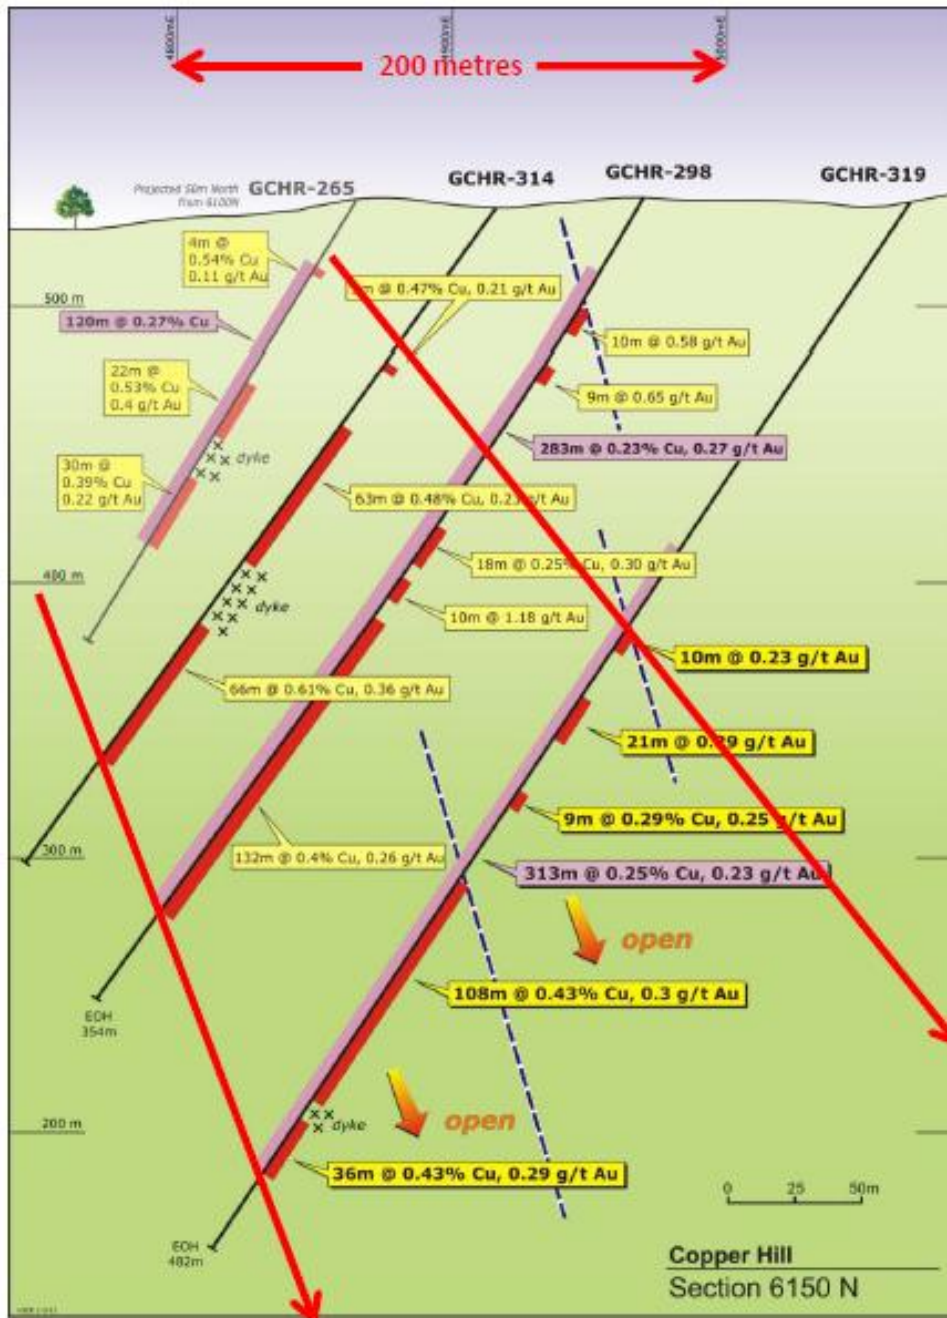 4800mE
4900mE
5000mE
200 metres
Projected 50m North
from 6100N
GCHR-265
GCHR-314
GCHR-298
GCHR-319
4m @
0.54% Cu
0.11 g/t Au
@ 0.47% Cu, 0.21 g/t Au
500 m
120m @ 0.27% Cu
10m @ 0.58 g/t Au
22m @
0.53% Cu
0.4 g/t Au
9m @ 0.65 g/t Au
dyke
283m @ 0.23% Cu, 0.27 g/t Au
30m @
0.39% Cu
0.22 g/t Au
63m @ 0.48% Cu, g/t Au
18m @ 0.25% Cu, 0.30 g/t Au
400 m
dyke
10m @ 1.18 g/t Au
10m @ 0.23 g/t Au
66m @ 0.61% Cu, 0.36 g/t Au
21m @ g/t Au
9m @ 0.29% Cu, 0.25 g/t Au
300 m
132m @ 0.4% Cu, 0.26 g/t Au
313m @ 0.25% Cu, 0.23 g/t Au
open
108m @ 0.43% Cu, 0.3 g/t Au
EOH
354m
open
200 m
dyke
36m @ 0.43% Cu, 0.29 g/t Au
0 25 50m
EOH
482m
Copper Hill
Section 6150 N